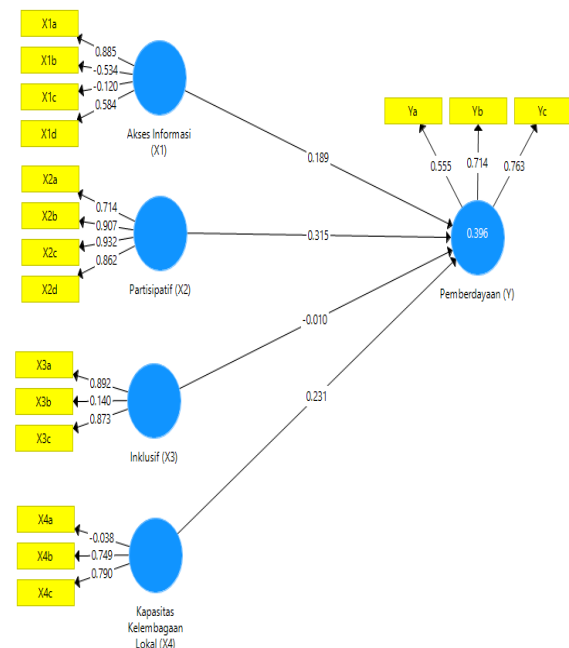 X1a
X1b
X1c
X1d
0.885
-0.534
-0.120
0.584
Akses Informasi
(X1)
0.189
X2a
X2b
X2c
X2d
0.714
0.907
0.932
0.862
Partisipatif (X2)
0.315
X3a
X3b
X3c
0.892
0.140
0.873
Inklusif (X3)
-0.010
X4a
X4b
X4c
-0.038
0.749
0.790
Kapasitas
Kelembagaan
Lokal (X4)
0.231
Ya
Yb
Yc
0.555
0.714
0.763
0.396
Pemberdayaan (Y)